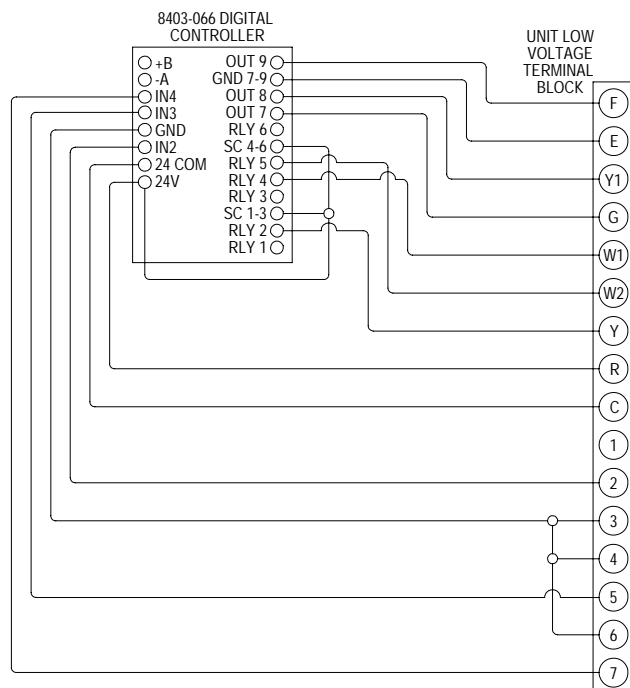 8403-066 DIGITAL
CONTROLLER
+B
-A
IN4
IN3
GND
IN2
24 COM
24V
OUT 9
GND 7-9
OUT 8
OUT 7
RLY 6
SC 4-6
RLY 5
RLY 4
RLY 3
SC 1-3
RLY 2
RLY 1
UNIT LOW
VOLTAGE
TERMINAL
BLOCK
F
E
Y1
G
W1
W2
Y
R
C
1
2
3
4
5
6
7